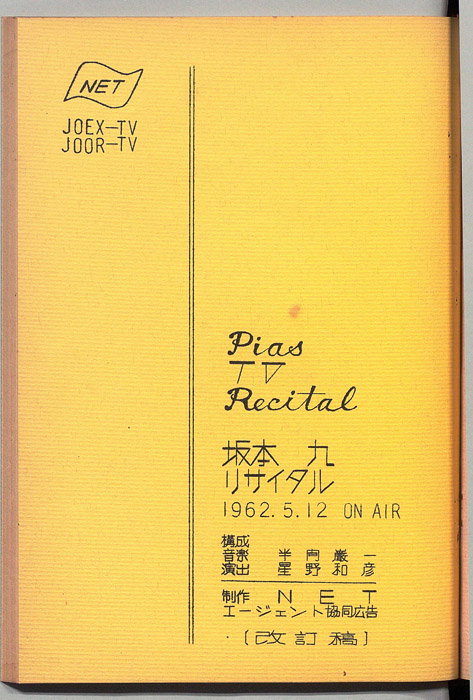 NET
JOEX-TV
JOOR-TV
Pias
TV
Recital
坂本 九
リサイタル
1962.5.12 ON AIR
構成
音楽 半間 巌一
演出 星野和彦
制作 NET
エージェント協同広告
〔改訂稿〕